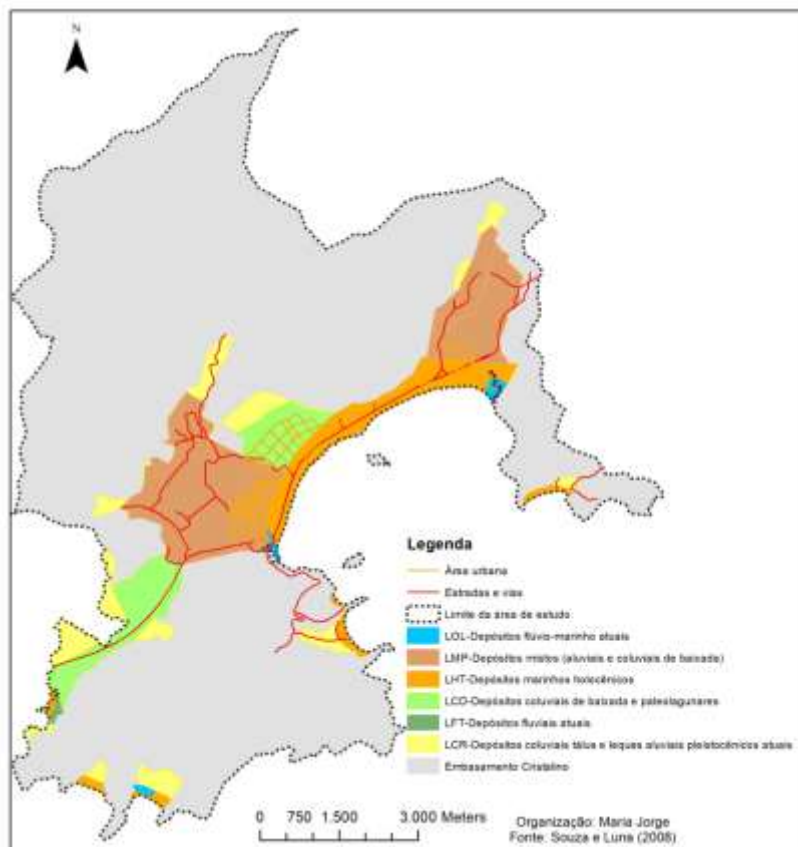 N
Legenda
Área urbana
Estradas e vias
Limite da área de estudo
LOL-Depósitos flúvio-marinho atuais
LMP-Depósitos mistos (aluviais e coluviais de baixada)
LHT-Depósitos marinhos holocênicos
LCD-Depósitos coluviais de baixada e paleolagunares
LFT-Depósitos fluviais atuais
LCR-Depósitos coluviais tálus e leques aluviais pleistocênicos atuais
Embasamento Cristalino
0 750 1.500 3.000 Meters
Organização: Maria Jorge
Fonte: Souza e Luna (2008)